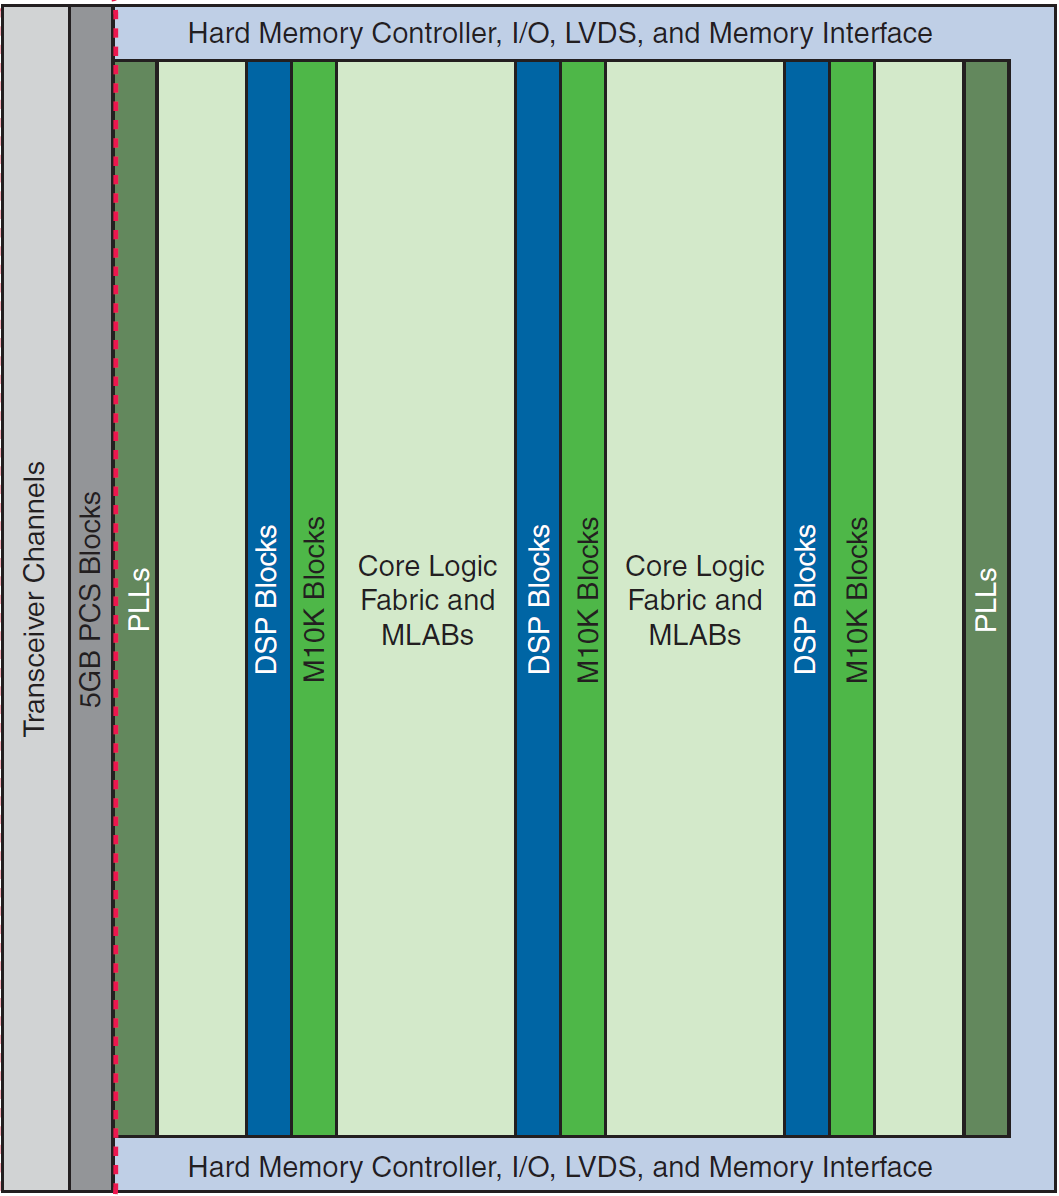 Hard Memory Controller, I/O, LVDS, and Memory Interface
Transceiver Channels
5GB PCS Blocks
PLLs
DSP Blocks
M10K Blocks
Core Logic
Fabric and
MLABs
DSP Blocks
M10K Blocks
Core Logic
Fabric and
MLABs
DSP Blocks
M10K Blocks
PLLs
Hard Memory Controller, I/O, LVDS, and Memory Interface